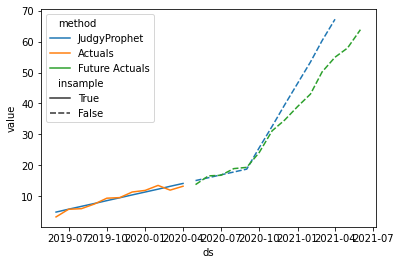 method
JudgyProphet
Actuals
Future Actuals
insample
True
False
70
60
50
40
30
20
10
value
2019-07 2019-10 2020-01 2020-04 2020-07 2020-10 2021-01 2021-04 2021-07
ds